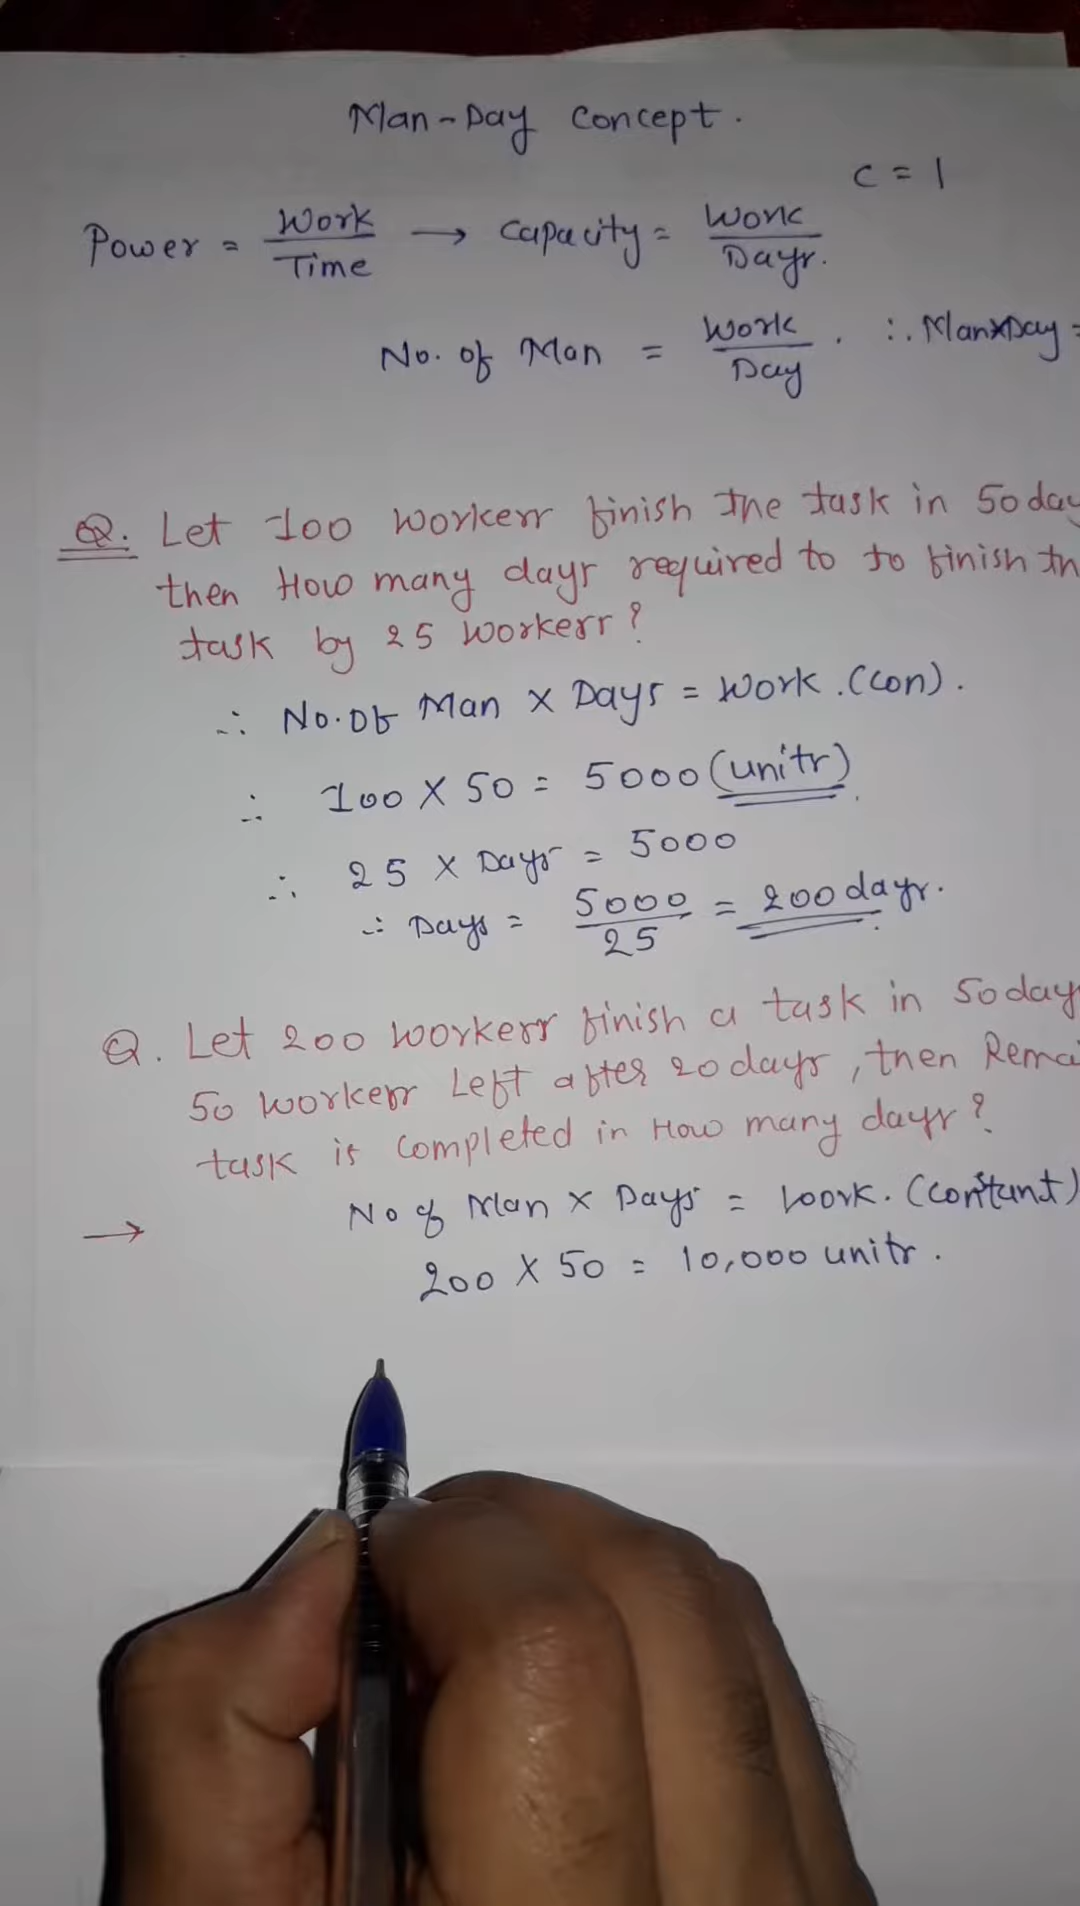 Man-Day Concept.
C = 1
Power = Work/Time → Capacity = Work/Days.
No. of Man = Work/Day . ∴ Man×Day =
Q. Let 100 workers finish the task in 50 day
then How many days required to to finish th
task by 25 workers?
∴ No. of Man × Days = Work. (Con).
∴ 100 × 50 = 5000 (units).
∴ 25 × Days = 5000
∴ Days = 5000/25 = 200 days.
Q. Let 200 workers finish a task in 50 day
50 workers Left after 20 days, then Remai
task is completed in How many days?
→ No of Man × Days = Work. (Constant)
200 × 50 = 10,000 units.